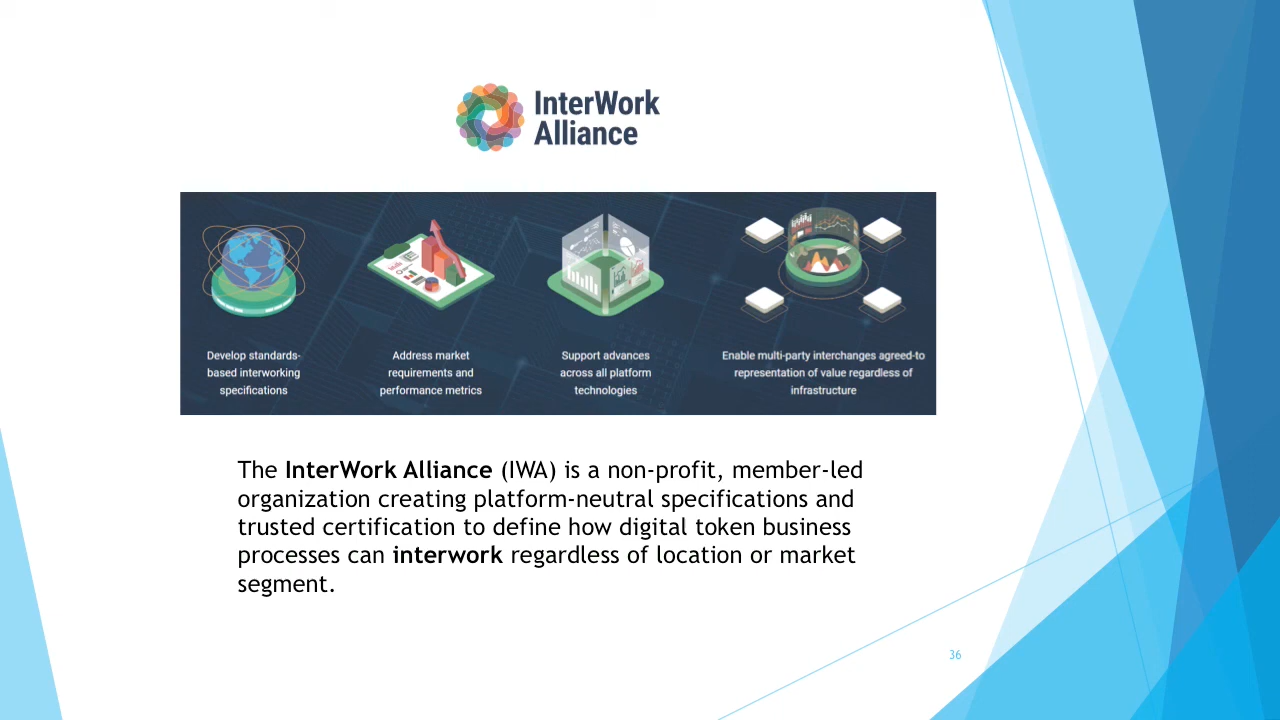 InterWork
Alliance
Develop standards-
based interworking
specifications
Address market
requirements and
performance metrics
Support advances
across all platform
technologies
Enable multi-party interchanges agreed-to
representation of value regardless of
infrastructure
The InterWork Alliance (IWA) is a non-profit, member-led
organization creating platform-neutral specifications and
trusted certification to define how digital token business
processes can interwork regardless of location or market
segment.
36